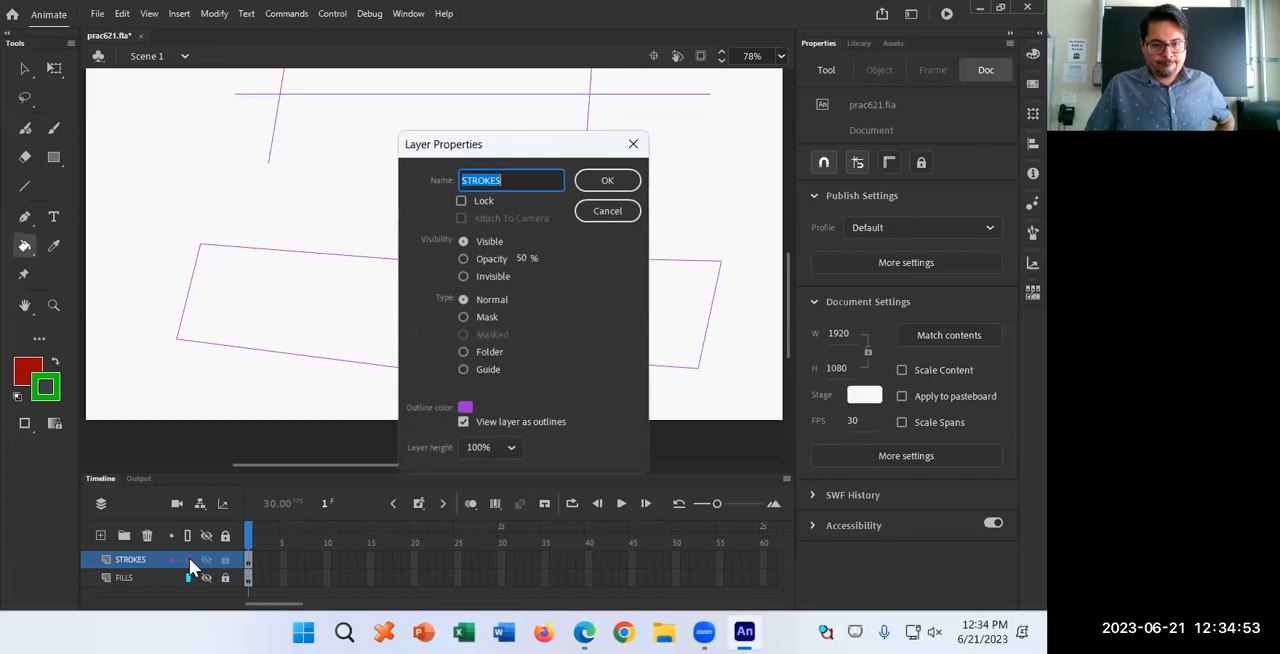 Animate File Edit View Insert Modify Text Commands Control Debug Window Help
prac621.fla*
Scene 1
78%
Tools
Properties Library Assets
Tool Object Frame Doc
An prac621.fla
Document
Publish Settings
Profile Default
More settings
Document Settings
W 1920 Match contents
H 1080 Scale Content
Stage Apply to pasteboard
FPS 30 Scale Spans
More settings
SWF History
Accessibility
Layer Properties
Name: STROKES OK
Lock
Attach To Camera
Cancel
Visibility: Visible
Opacity 50 %
Invisible
Type: Normal
Mask
Masked
Folder
Guide
Outline color:
View layer as outlines
Layer height: 100%
Timeline Output
30.00 FPS 1 F
1s 2s
5 10 15 20 25 30 35 40 45 50 55 60
STROKES
FILLS
zoom
An
12:34 PM
6/21/2023
2023-06-21 12:34:53